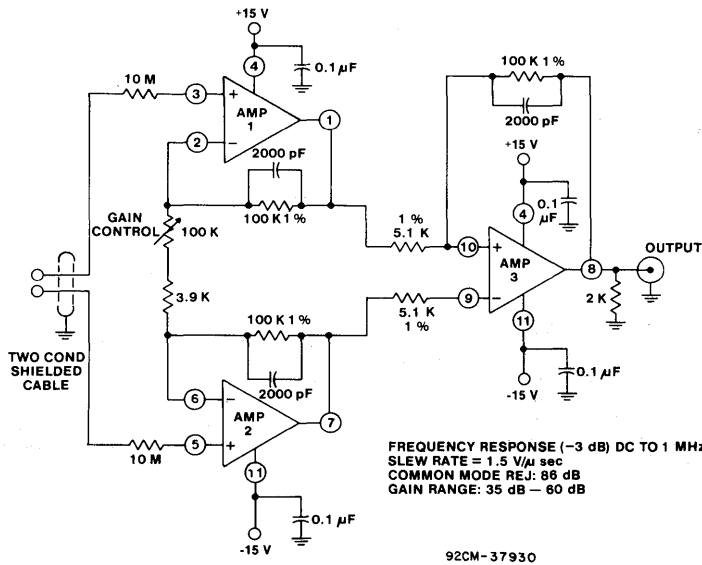 +15 V
4
0.1 µF
10 M
3
+
AMP
1
1
2
−
2000 pF
100 K 1%
GAIN
CONTROL
100 K
3.9 K
TWO COND
SHIELDED
CABLE
100 K 1%
2000 pF
6
−
AMP
2
7
5
+
10 M
11
0.1 µF
-15 V
100 K 1%
2000 pF
+15 V
4
0.1
µF
1%
5.1 K
10
+
AMP
3
8
OUTPUT
9
−
5.1 K
1%
2 K
11
0.1 µF
-15 V
FREQUENCY RESPONSE (−3 dB) DC TO 1 MHz
SLEW RATE = 1.5 V/µ sec
COMMON MODE REJ: 86 dB
GAIN RANGE: 35 dB — 60 dB
92CM-37930